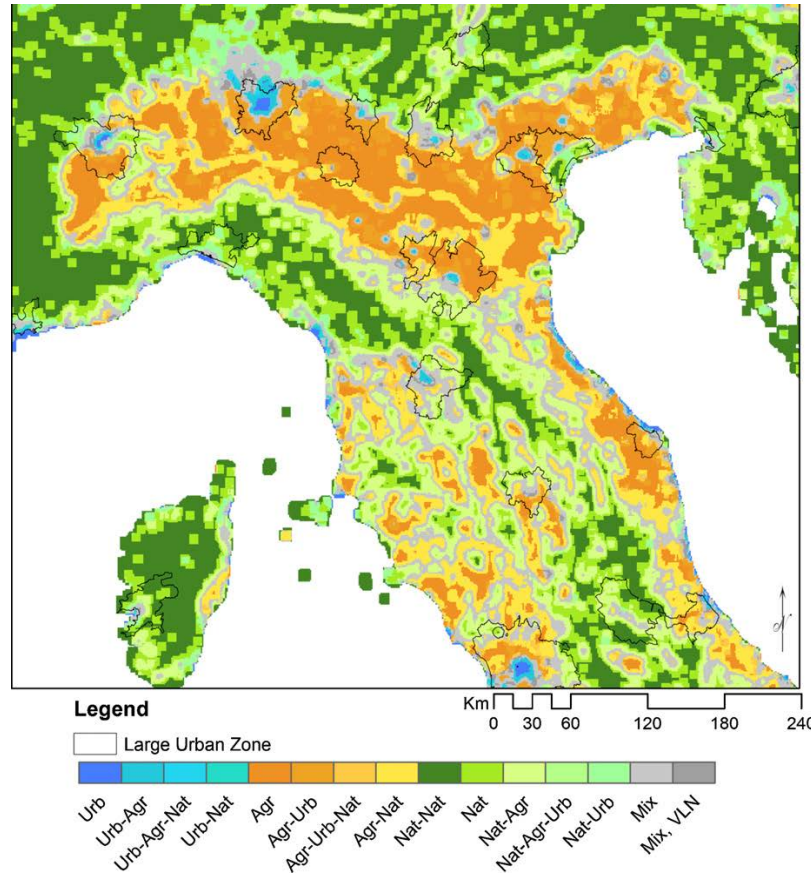 N
Km
0 30 60 120 180 240
Legend
Large Urban Zone
Urb
Urb-Agr
Urb-Agr-Nat
Urb-Nat
Agr
Agr-Urb
Agr-Urb-Nat
Agr-Nat
Nat-Nat
Nat
Nat-Agr
Nat-Agr-Urb
Nat-Urb
Mix
Mix, VLN